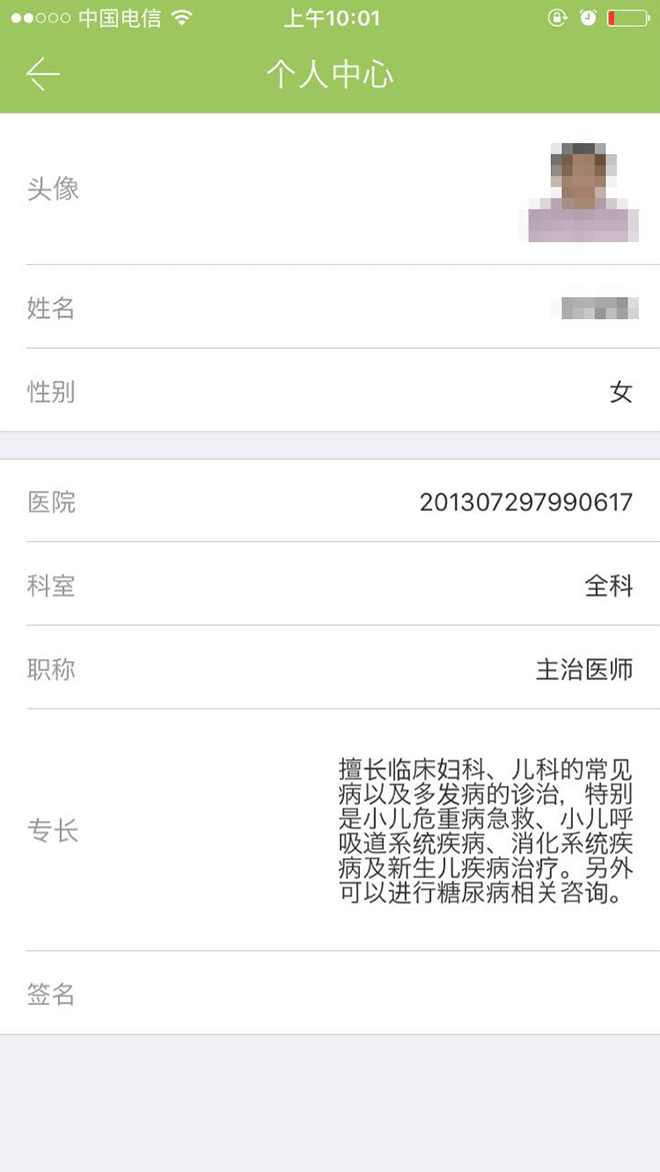 中国电信
上午10:01
个人中心
头像
姓名
性别
女
医院
201307297990617
科室
全科
职称
主治医师
专长
擅长临床妇科、儿科的常见
病以及多发病的诊治，特别
是小儿危重病急救、小儿呼
吸道系统疾病、消化系统疾
病及新生儿疾病治疗。另外
可以进行糖尿病相关咨询。
签名